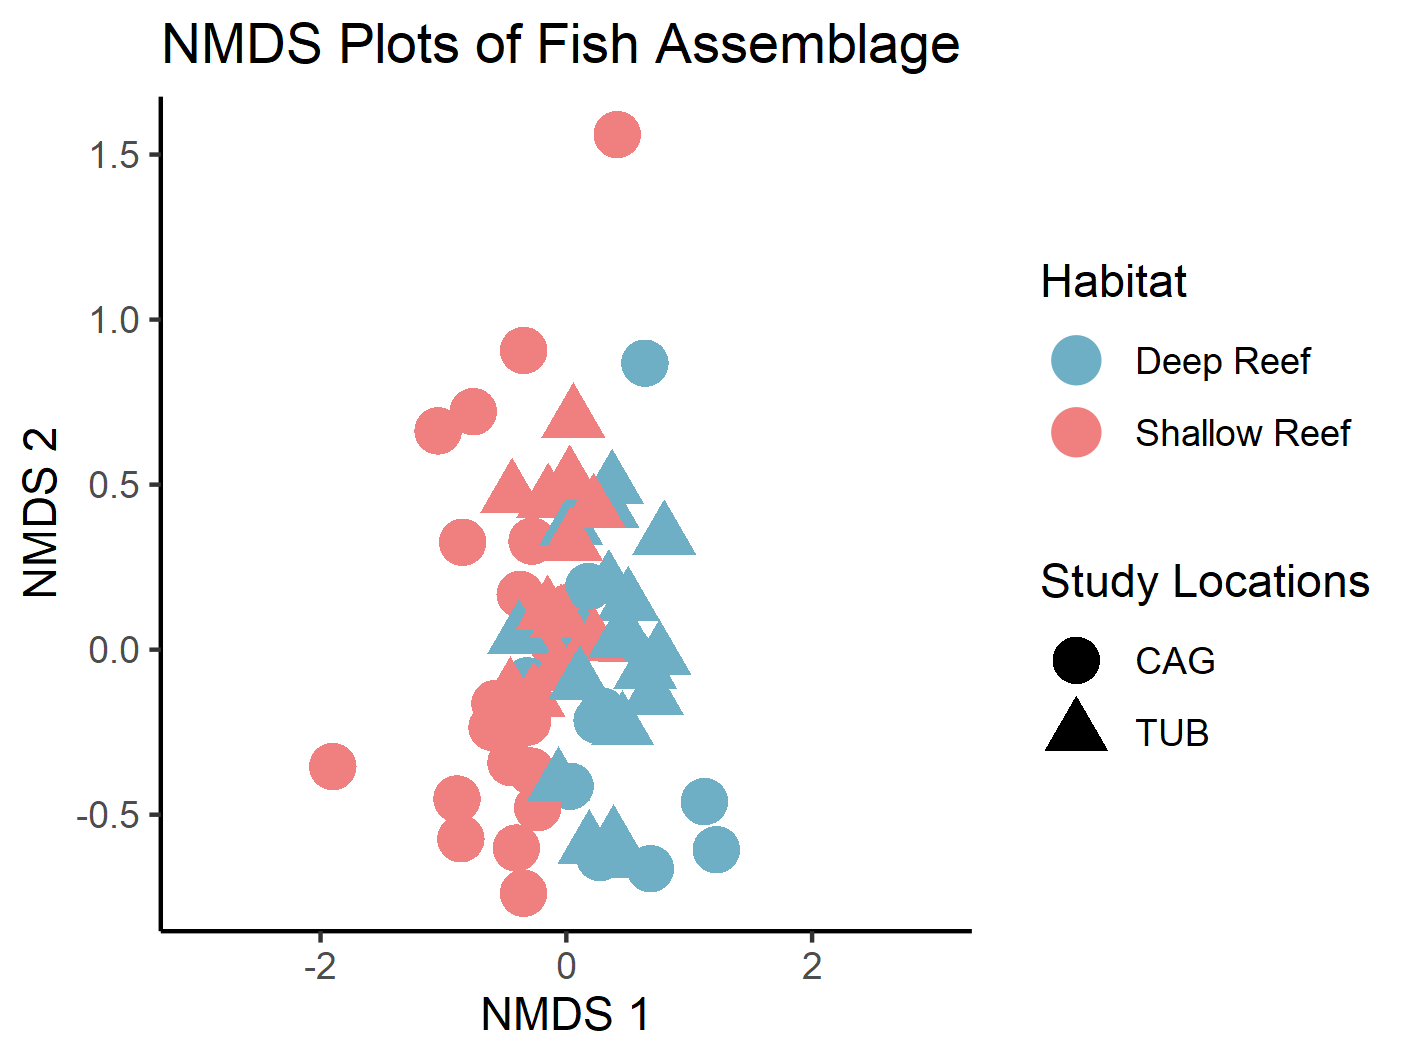 NMDS Plots of Fish Assemblage
1.5
1.0
0.5
0.0
-0.5
NMDS 2
-2
0
2
NMDS 1
Habitat
Deep Reef
Shallow Reef
Study Locations
CAG
TUB